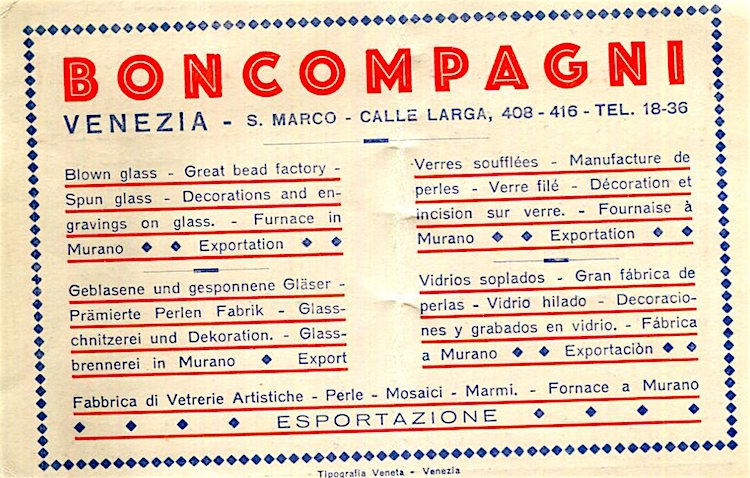 BONCOMPAGNI
VENEZIA - S. MARCO - CALLE LARGA, 408 - 416 - TEL. 18-36
Blown glass - Great bead factory -
Spun glass - Decorations and en-
gravings on glass. - Furnace in
Murano ◆ ◆ Exportation ◆ ◆
Verres soufflées - Manufacture de
perles - Verre filé - Décoration et
incision sur verre. - Fournaise à
Murano ◆ ◆ Exportation ◆ ◆
Geblasene und gesponnene Gläser -
Prämierte Perlen Fabrik - Glass-
chnitzerei und Dekoration. - Glass-
brennerei in Murano ◆ Export
Vidrios soplados - Gran fábrica de
perlas - Vidrio hilado - Decoracio-
nes y grabados en vidrio. - Fábrica
a Murano ◆ ◆ Exportaciòn ◆ ◆
Fabbrica di Vetrerie Artistiche - Perle - Mosaici - Marmi. - Fornace a Murano
◆ ◆ ◆ ◆ ESPORTAZIONE ◆ ◆ ◆ ◆
Tipografia Veneta - Venezia